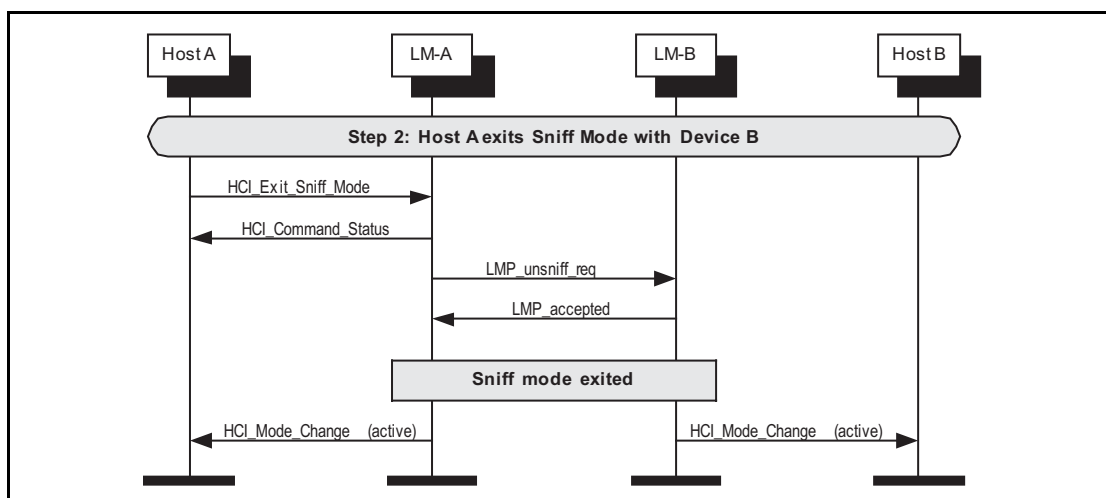 Host A
LM-A
LM-B
Host B
Step 2: Host A exits Sniff Mode with Device B
HCI_Exit_Sniff_Mode
HCI_Command_Status
LMP_unsniff_req
LMP_accepted
Sniff mode exited
HCI_Mode_Change (active)
HCI_Mode_Change (active)